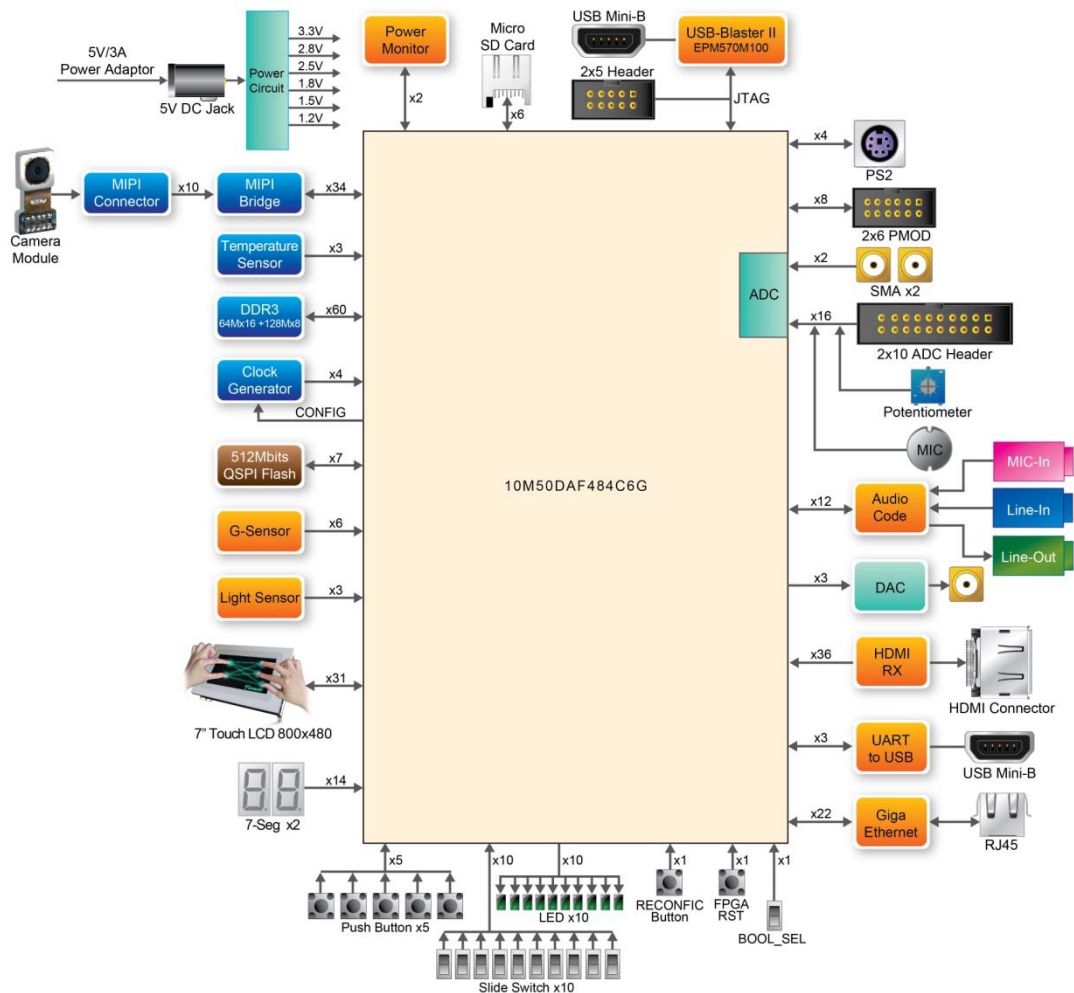 5V/3A
Power Adaptor
5V DC Jack
Power
Circuit
3.3V
2.8V
2.5V
1.8V
1.5V
1.2V
Power
Monitor
x2
Micro
SD Card
x6
USB Mini-B
USB-Blaster II
EPM570M100
2x5 Header
JTAG
Camera
Module
MIPI
Connector
x10
MIPI
Bridge
x34
Temperature
Sensor
x3
DDR3
64Mx16 +128Mx8
x60
Clock
Generator
x4
CONFIG
512Mbits
QSPI Flash
x7
G-Sensor
x6
Light Sensor
x3
x31
7” Touch LCD 800x480
x14
7-Seg x2
10M50DAF484C6G
ADC
x4
PS2
x8
2x6 PMOD
x2
SMA x2
x16
2x10 ADC Header
Potentiometer
MIC
x12
Audio
Code
MIC-In
Line-In
Line-Out
x3
DAC
x36
HDMI
RX
HDMI Connector
x3
UART
to USB
USB Mini-B
x22
Giga
Ethernet
RJ45
x5
Push Button x5
x10
Slide Switch x10
x10
LED x10
x1
RECONFIC
Button
x1
FPGA
RST
x1
BOOL_SEL